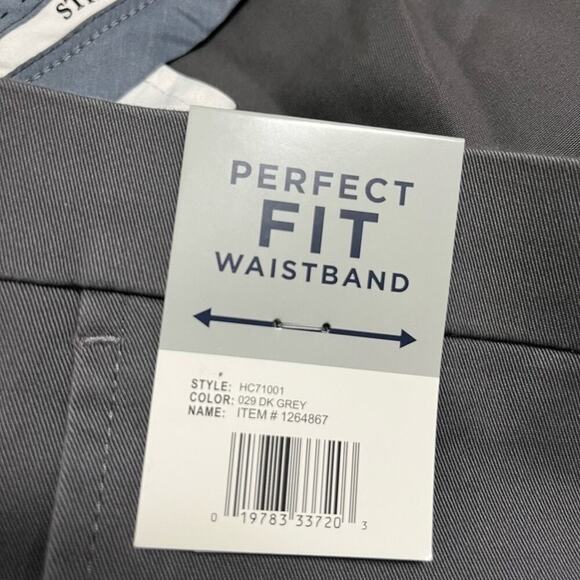 PERFECT
FIT
WAISTBAND
STYLE: HC71001
COLOR: 029 DK GREY
NAME: ITEM # 1264867
0 19783 33720 3